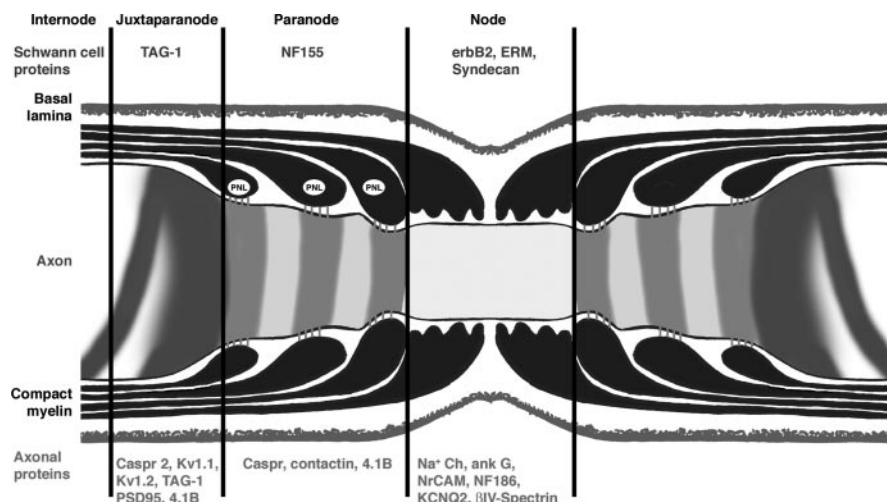 Internode Juxtaparanode Paranode Node
Schwann cell proteins TAG-1 NF155 erbB2, ERM, Syndecan
Basal lamina
PNL PNL PNL
Axon
Compact myelin
Axonal proteins
Caspr 2, Kv1.1, Kv1.2, TAG-1 PSD95, 4.1B
Caspr, contactin, 4.1B
Na⁺ Ch, ank G, NrCAM, NF186, KCNQ2, βIV-Spectrin